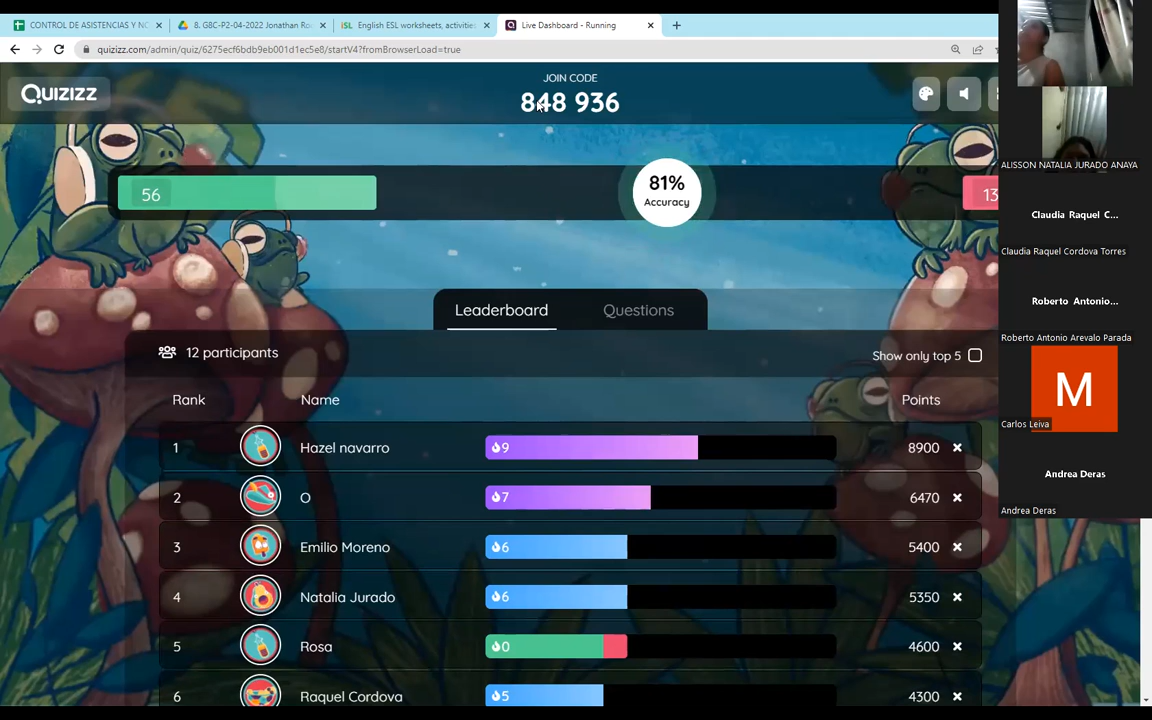 CONTROL DE ASISTENCIAS Y NO
8. G8C-P2-04-2022 Jonathan Ro
ISL English ESL worksheets, activities
Live Dashboard - Running
quizizz.com/admin/quiz/6275ecf6bdb9eb001d1ec5e8/startV4?fromBrowserLoad=true
QUIZIZZ
JOIN CODE
848 936
56
81%
Accuracy
13
Leaderboard
Questions
12 participants
Show only top 5
Rank Name Points
1 Hazel navarro 9 8900
2 O 7 6470
3 Emilio Moreno 6 5400
4 Natalia Jurado 6 5350
5 Rosa 0 4600
6 Raquel Cordova 5 4300
ALISSON NATALIA JURADO ANAYA
Claudia Raquel C...
Claudia Raquel Cordova Torres
Roberto Antonio...
Roberto Antonio Arevalo Parada
M
Carlos Leiva
Andrea Deras
Andrea Deras